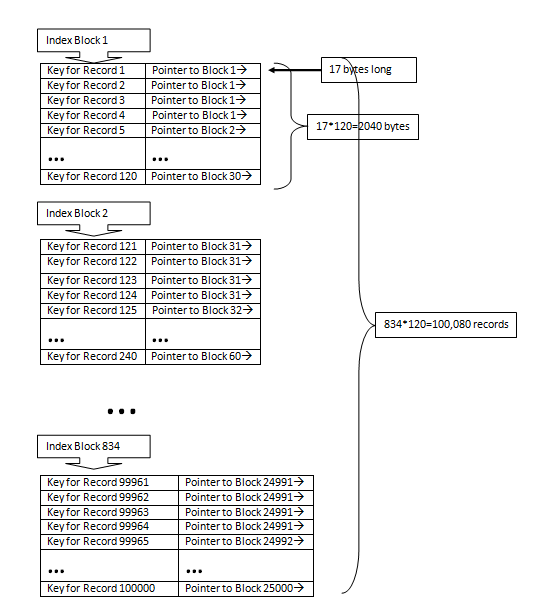 Index Block 1
Key for Record 1 Pointer to Block 1→ 17 bytes long
Key for Record 2 Pointer to Block 1→
Key for Record 3 Pointer to Block 1→
Key for Record 4 Pointer to Block 1→
Key for Record 5 Pointer to Block 2→ 17*120=2040 bytes
... ...
Key for Record 120 Pointer to Block 30→
Index Block 2
Key for Record 121 Pointer to Block 31→
Key for Record 122 Pointer to Block 31→
Key for Record 123 Pointer to Block 31→
Key for Record 124 Pointer to Block 31→
Key for Record 125 Pointer to Block 32→
834*120=100,080 records
... ...
Key for Record 240 Pointer to Block 60→
...
Index Block 834
Key for Record 99961 Pointer to Block 24991→
Key for Record 99962 Pointer to Block 24991→
Key for Record 99963 Pointer to Block 24991→
Key for Record 99964 Pointer to Block 24991→
Key for Record 99965 Pointer to Block 24992→
... ...
Key for Record 100000 Pointer to Block 25000→